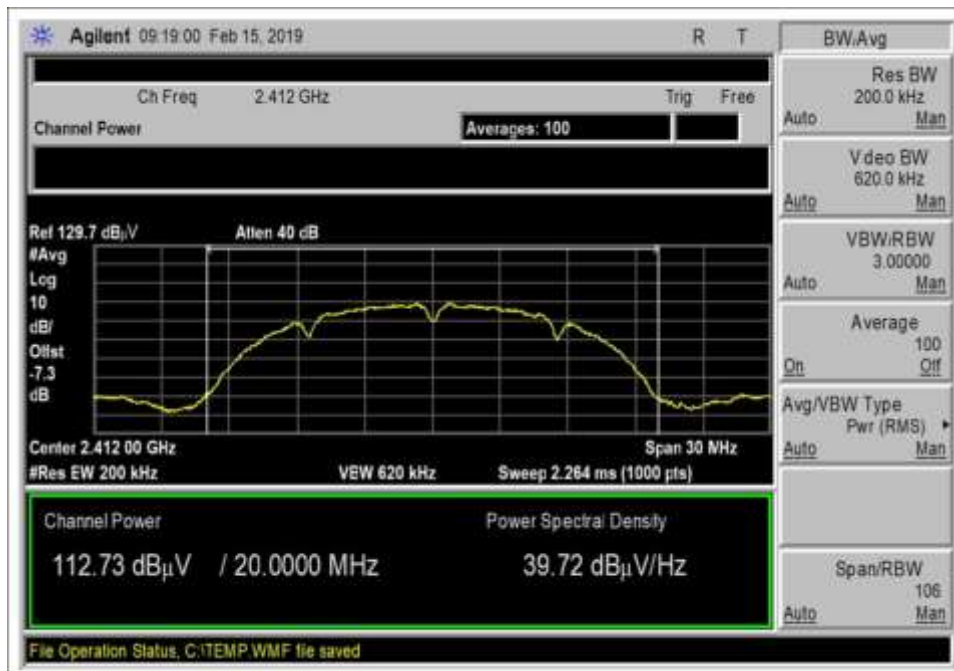 Agilent 09:19:00 Feb 15, 2019 R T
Ch Freq 2.412 GHz Trig Free
Channel Power Averages: 100
Ref 129.7 dBµV Atten 40 dB
#Avg
Log
10
dB/
Offst
-7.3
dB
Center 2.412 00 GHz Span 30 MHz
#Res BW 200 kHz VBW 620 kHz Sweep 2.264 ms (1000 pts)
Channel Power Power Spectral Density
112.73 dBµV / 20.0000 MHz 39.72 dBµV/Hz
File Operation Status, C:\TEMP.WMF file saved
BW/Avg
Res BW
200.0 kHz
Auto Man
Video BW
620.0 kHz
Auto Man
VBW/RBW
3.00000
Auto Man
Average
100
On Off
Avg/VBW Type
Pwr (RMS)
Auto Man
Span/RBW
106
Auto Man